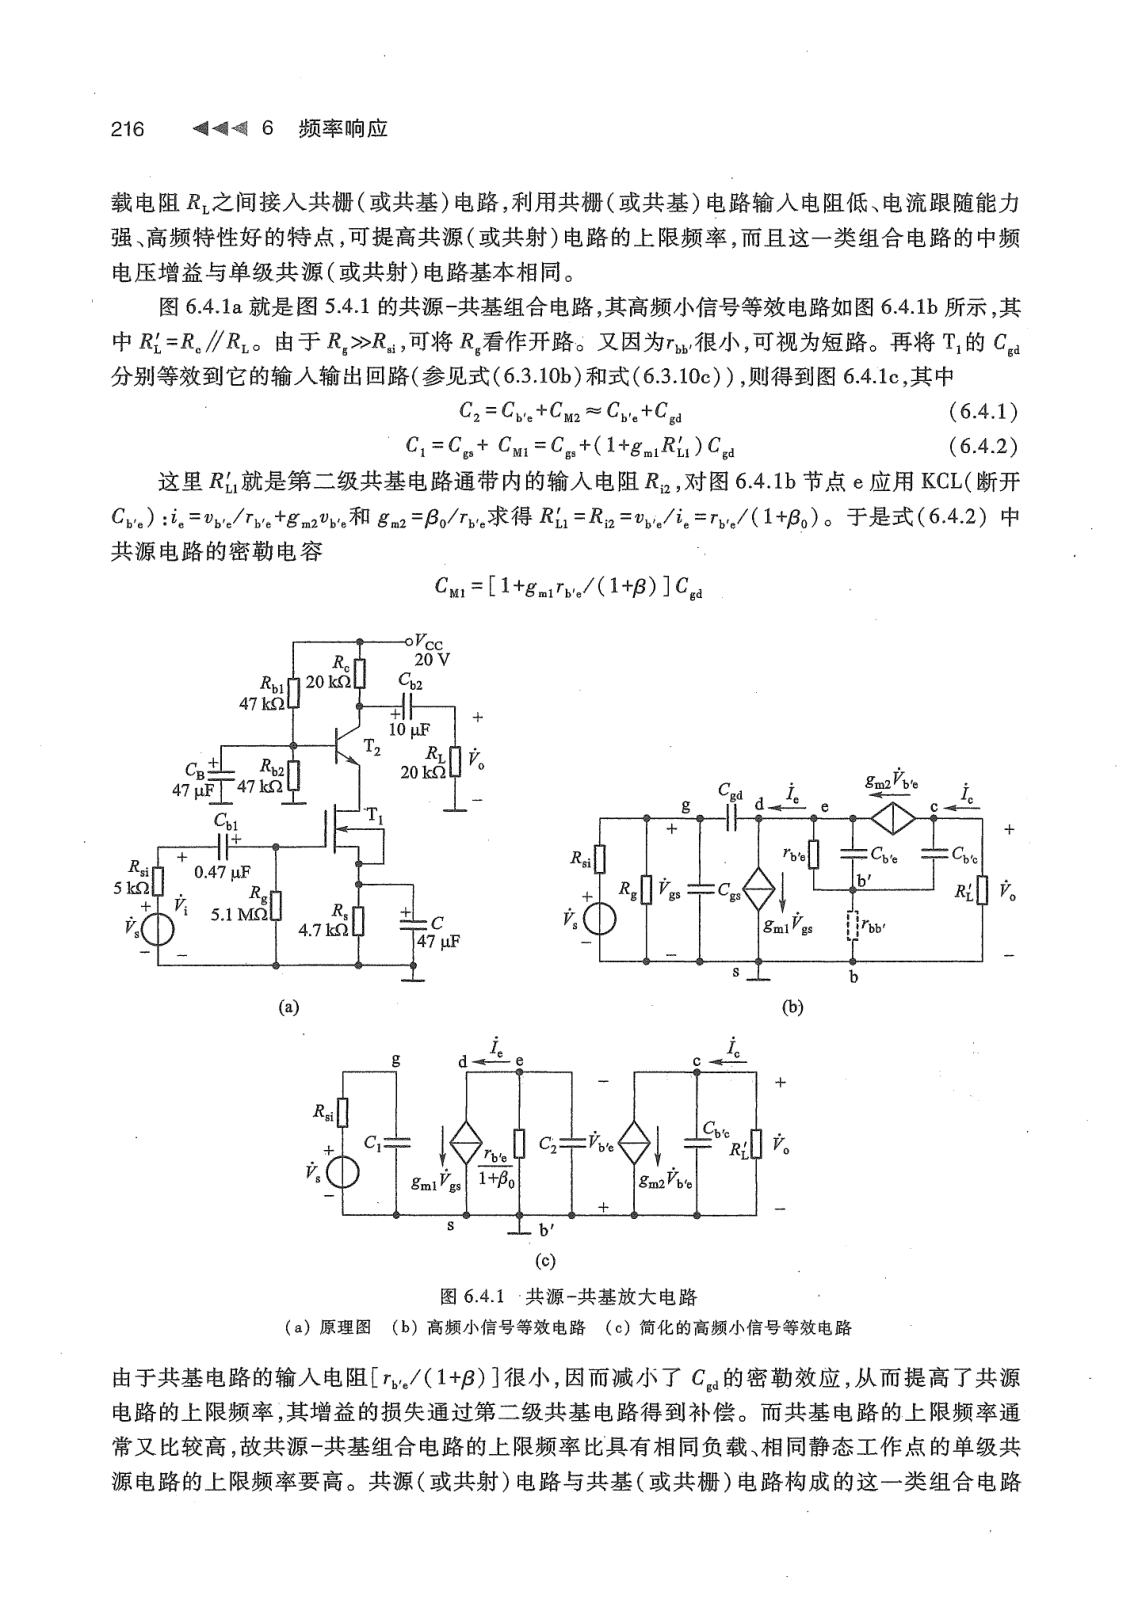 216 ◀◀◀ 6 频率响应
载电阻 R_L之间接入共栅(或共基)电路,利用共栅(或共基)电路输入电阻低、电流跟随能力
强、高频特性好的特点,可提高共源(或共射)电路的上限频率,而且这一类组合电路的中频
电压增益与单级共源(或共射)电路基本相同。
图 6.4.1a 就是图 5.4.1 的共源-共基组合电路,其高频小信号等效电路如图 6.4.1b 所示,其
中 R'_L=R_c∥R_L。由于 R_g≫R_si,可将 R_g看作开路。又因为r_bb'很小,可视为短路。再将 T_1的 C_gd
分别等效到它的输入输出回路(参见式(6.3.10b)和式(6.3.10c)),则得到图 6.4.1c,其中
C_2=C_b'e+C_M2≈C_b'e+C_gd (6.4.1)
C_1=C_gs+ C_M1=C_gs+(1+g_m1R'_L1)C_gd (6.4.2)
这里 R'_L1就是第二级共基电路通带内的输入电阻 R_i2,对图 6.4.1b 节点 e 应用 KCL(断开
C_b'e):i_e=v_b'e/r_b'e+g_m2v_b'e和 g_m2=β_0/r_b'e求得 R'_L1=R_i2=v_b'e/i_e=r_b'e/(1+β_0)。于是式(6.4.2) 中
共源电路的密勒电容
C_M1=[1+g_m1r_b'e/(1+β)]C_gd
V_CC
20 V
R_c
20 kΩ
C_b2
R_b1
47 kΩ
+
10 μF
+
T_2
R_L
20 kΩ
V̇_o
−
C_B
+
47 μF
R_b2
47 kΩ
T_1
C_b1
+
0.47 μF
+
R_si
5 kΩ
V̇_i
R_g
5.1 MΩ
R_s
4.7 kΩ
+
C
47 μF
+
V̇_s
−
−
(a)
g
C_gd
d
İ_e
e
g_m2V̇_b'e
c
İ_c
+
+
R_si
r_b'e
C_b'e
C_b'c
b'
R_g
V̇_gs
C_gs
R'_L
V̇_o
+
V̇_s
−
g_m1V̇_gs
r_bb'
−
−
s
b
(b)
g
d
İ_e
e
−
c
İ_c
+
R_si
C_1
C_2
V̇_b'e
C_b'c
R'_L
V̇_o
+
V̇_s
−
g_m1V̇_gs
r_b'e
1+β_0
g_m2V̇_b'e
+
−
s
b'
(c)
图 6.4.1 共源-共基放大电路
(a) 原理图 (b) 高频小信号等效电路 (c) 简化的高频小信号等效电路
由于共基电路的输入电阻[r_b'e/(1+β)]很小,因而减小了 C_gd的密勒效应,从而提高了共源
电路的上限频率,其增益的损失通过第二级共基电路得到补偿。而共基电路的上限频率通
常又比较高,故共源-共基组合电路的上限频率比具有相同负载、相同静态工作点的单级共
源电路的上限频率要高。共源(或共射)电路与共基(或共栅)电路构成的这一类组合电路